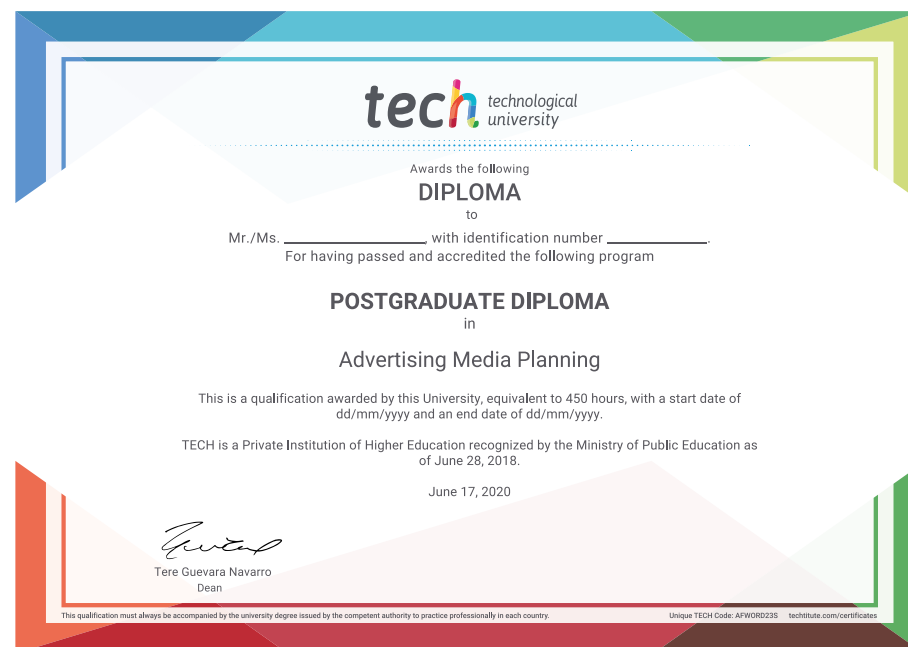 tech technological
university
Awards the following
DIPLOMA
to
Mr./Ms. ____________________, with identification number ______________.
For having passed and accredited the following program
POSTGRADUATE DIPLOMA
in
Advertising Media Planning
This is a qualification awarded by this University, equivalent to 450 hours, with a start date of
dd/mm/yyyy and an end date of dd/mm/yyyy.
TECH is a Private Institution of Higher Education recognized by the Ministry of Public Education as
of June 28, 2018.
June 17, 2020
Tere Guevara Navarro
Dean
This qualification must always be accompanied by the university degree issued by the competent authority to practice professionally in each country. Unique TECH Code: AFWORD23S techtitute.com/certificates